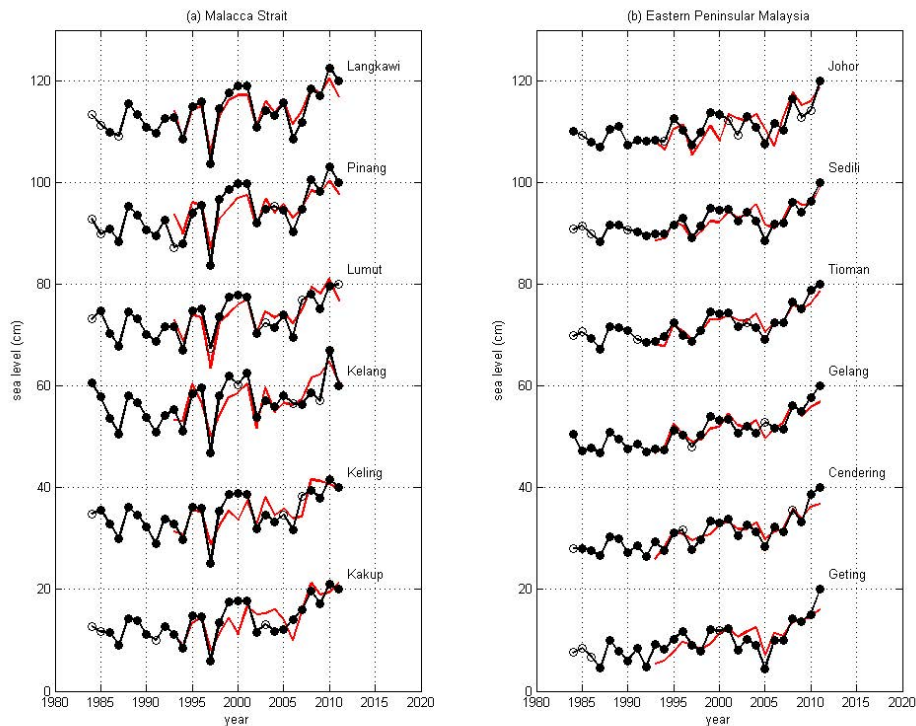 (a) Malacca Strait
(b) Eastern Peninsular Malaysia
sea level (cm)
120
100
80
60
40
20
0
Langkawi
Pinang
Lumut
Kelang
Keling
Kakup
1980 1985 1990 1995 2000 2005 2010 2015 2020
year
sea level (cm)
120
100
80
60
40
20
0
Johor
Sedili
Tioman
Gelang
Cendering
Geting
1980 1985 1990 1995 2000 2005 2010 2015 2020
year